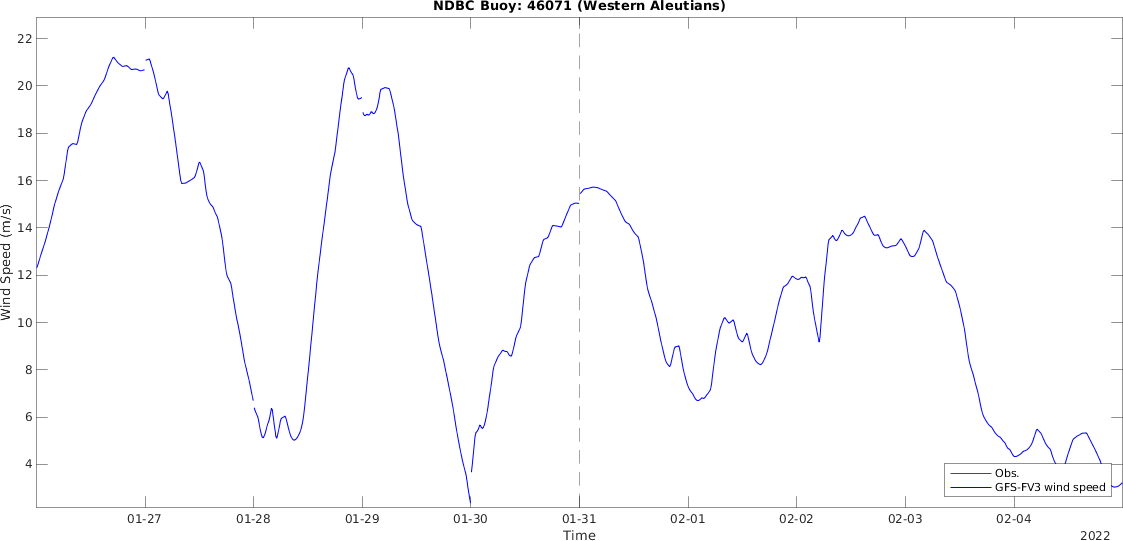 NDBC Buoy: 46071 (Western Aleutians)
22
20
18
16
14
12
10
8
6
4
Wind Speed (m/s)
01-27 01-28 01-29 01-30 01-31 02-01 02-02 02-03 02-04
Time
2022
Obs.
GFS-FV3 wind speed